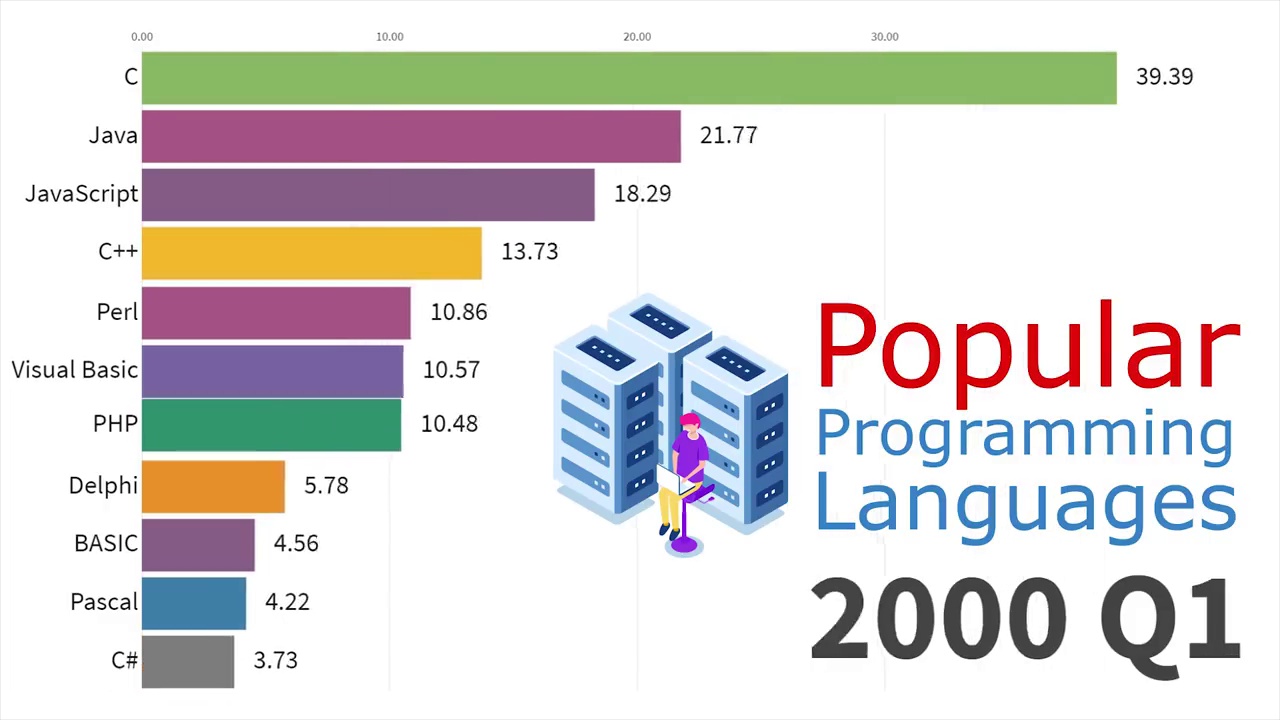 0.00 10.00 20.00 30.00
C 39.39
Java 21.77
JavaScript 18.29
C++ 13.73
Perl 10.86
Visual Basic 10.57
PHP 10.48
Delphi 5.78
BASIC 4.56
Pascal 4.22
C# 3.73
Popular
Programming
Languages
2000 Q1